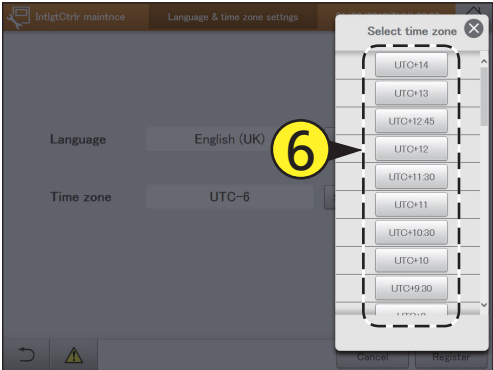 IntlgtCtrlr maintnce
Language & time zone settngs
Select time zone
UTC+14
UTC+13
UTC+12:45
UTC+12
UTC+11:30
UTC+11
UTC+10:30
UTC+10
UTC+9:30
Language
English (UK)
6
Time zone
UTC-6
Cancel
Register